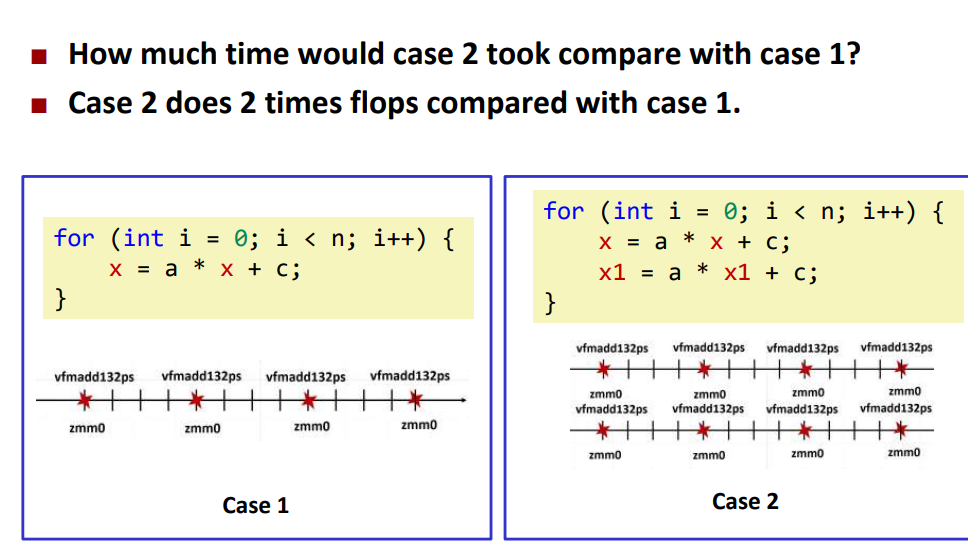 How much time would case 2 took compare with case 1?
Case 2 does 2 times flops compared with case 1.
for (int i = 0; i < n; i++) {
x = a * x + c;
}
vfmadd132ps vfmadd132ps vfmadd132ps vfmadd132ps
zmm0 zmm0 zmm0 zmm0
Case 1
for (int i = 0; i < n; i++) {
x = a * x + c;
x1 = a * x1 + c;
}
vfmadd132ps vfmadd132ps vfmadd132ps vfmadd132ps
zmm0 zmm0 zmm0 zmm0
vfmadd132ps vfmadd132ps vfmadd132ps vfmadd132ps
zmm0 zmm0 zmm0 zmm0
Case 2